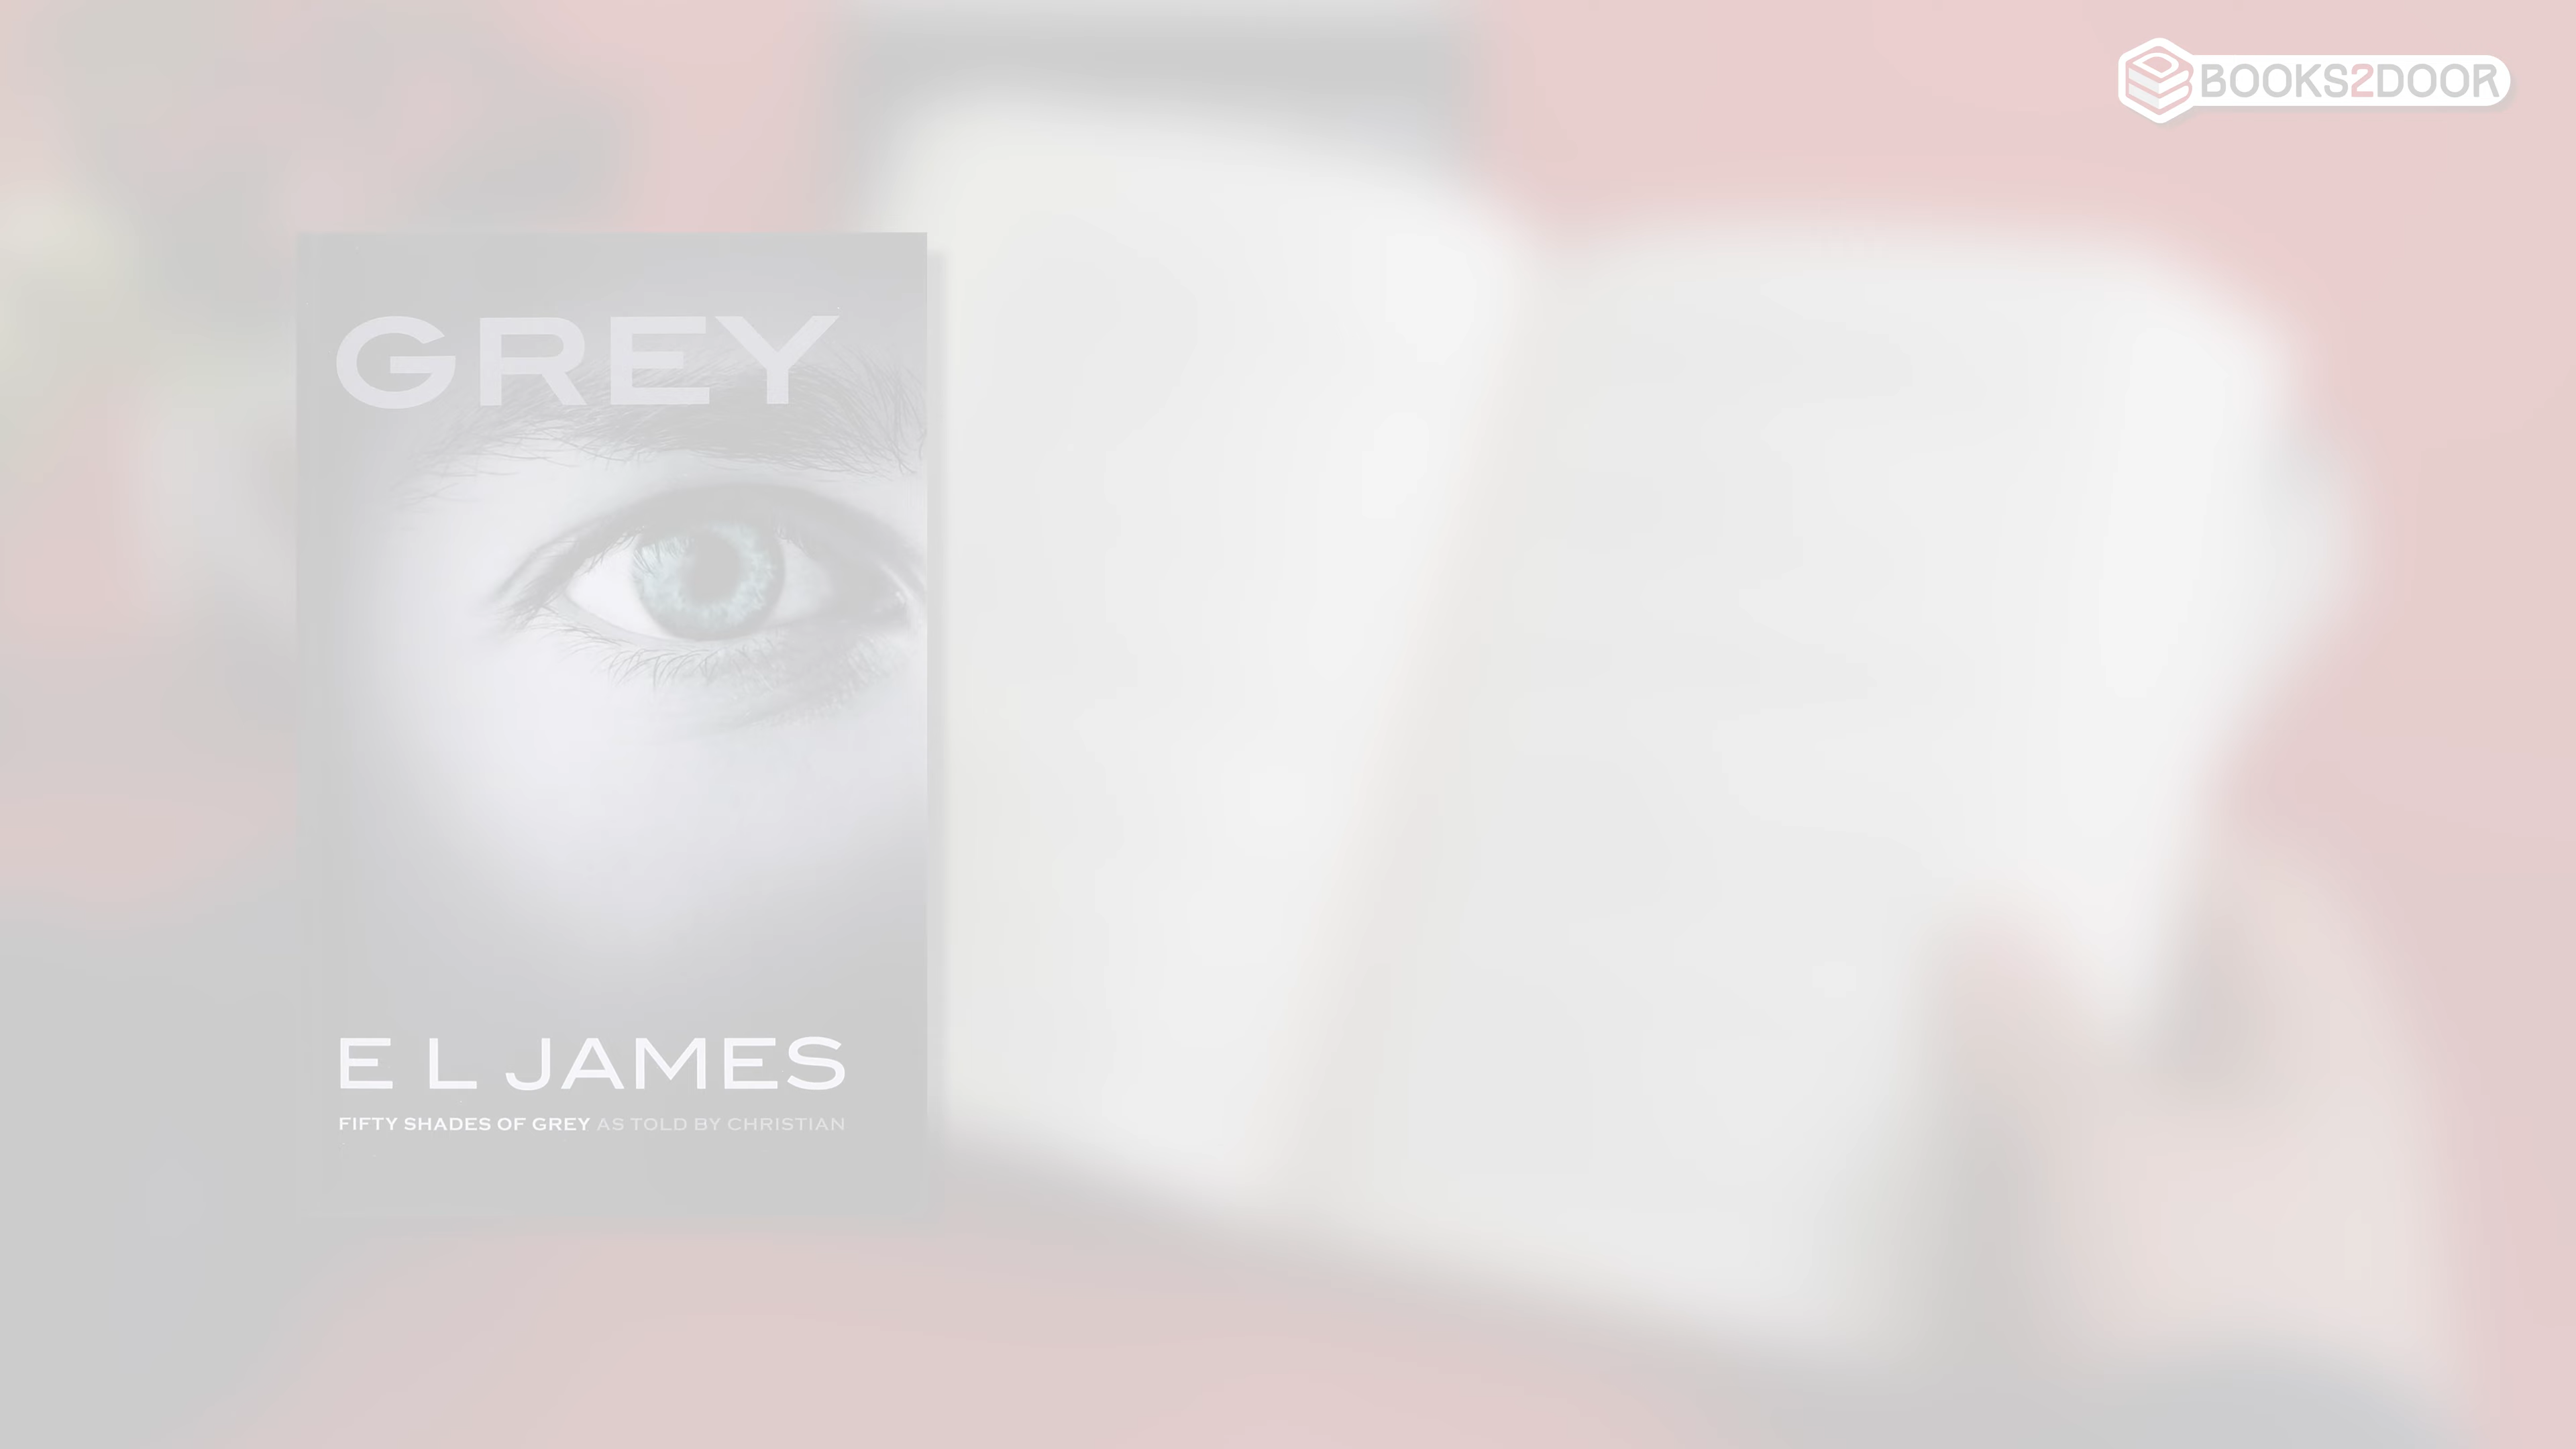 BOOKS2DOOR
GREY
E L JAMES
FIFTY SHADES OF GREY AS TOLD BY CHRISTIAN